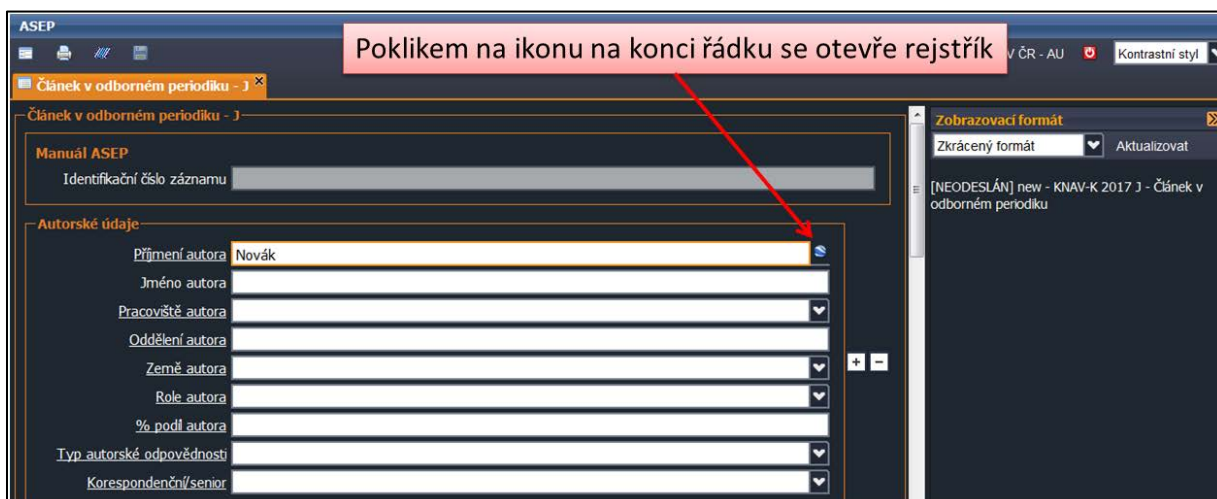 ASEP
Poklikem na ikonu na konci řádku se otevře rejstřík
V ČR - AU
Kontrastní styl
Článek v odborném periodiku - J
Článek v odborném periodiku - J
Manuál ASEP
Identifikační číslo záznamu
Autorské údaje
Příjmení autora Novák
Jméno autora
Pracoviště autora
Oddělení autora
Země autora
+ -
Role autora
% podíl autora
Typ autorské odpovědnosti
Korespondenční/senior
Zobrazovací formát
Zkrácený formát Aktualizovat
[NEODESLÁN] new - KNAV-K 2017 J - Článek v
odborném periodiku